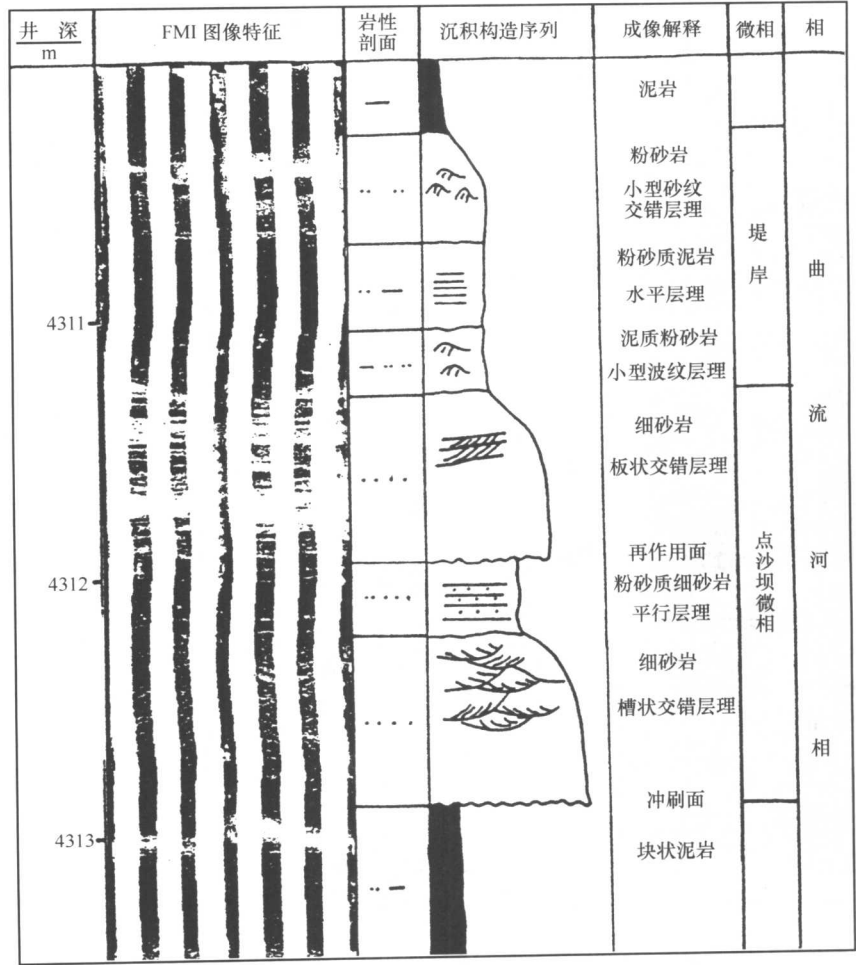 井 深
m
FMI 图像特征
岩性
剖面
沉积构造序列
成像解释
微相
相
泥岩
粉砂岩
小型砂纹
交错层理
堤
岸
曲
粉砂质泥岩
水平层理
4311
泥质粉砂岩
小型波纹层理
细砂岩
流
板状交错层理
再作用面
点
沙
坝
微
相
河
4312
粉砂质细砂岩
平行层理
细砂岩
槽状交错层理
相
冲刷面
4313
块状泥岩